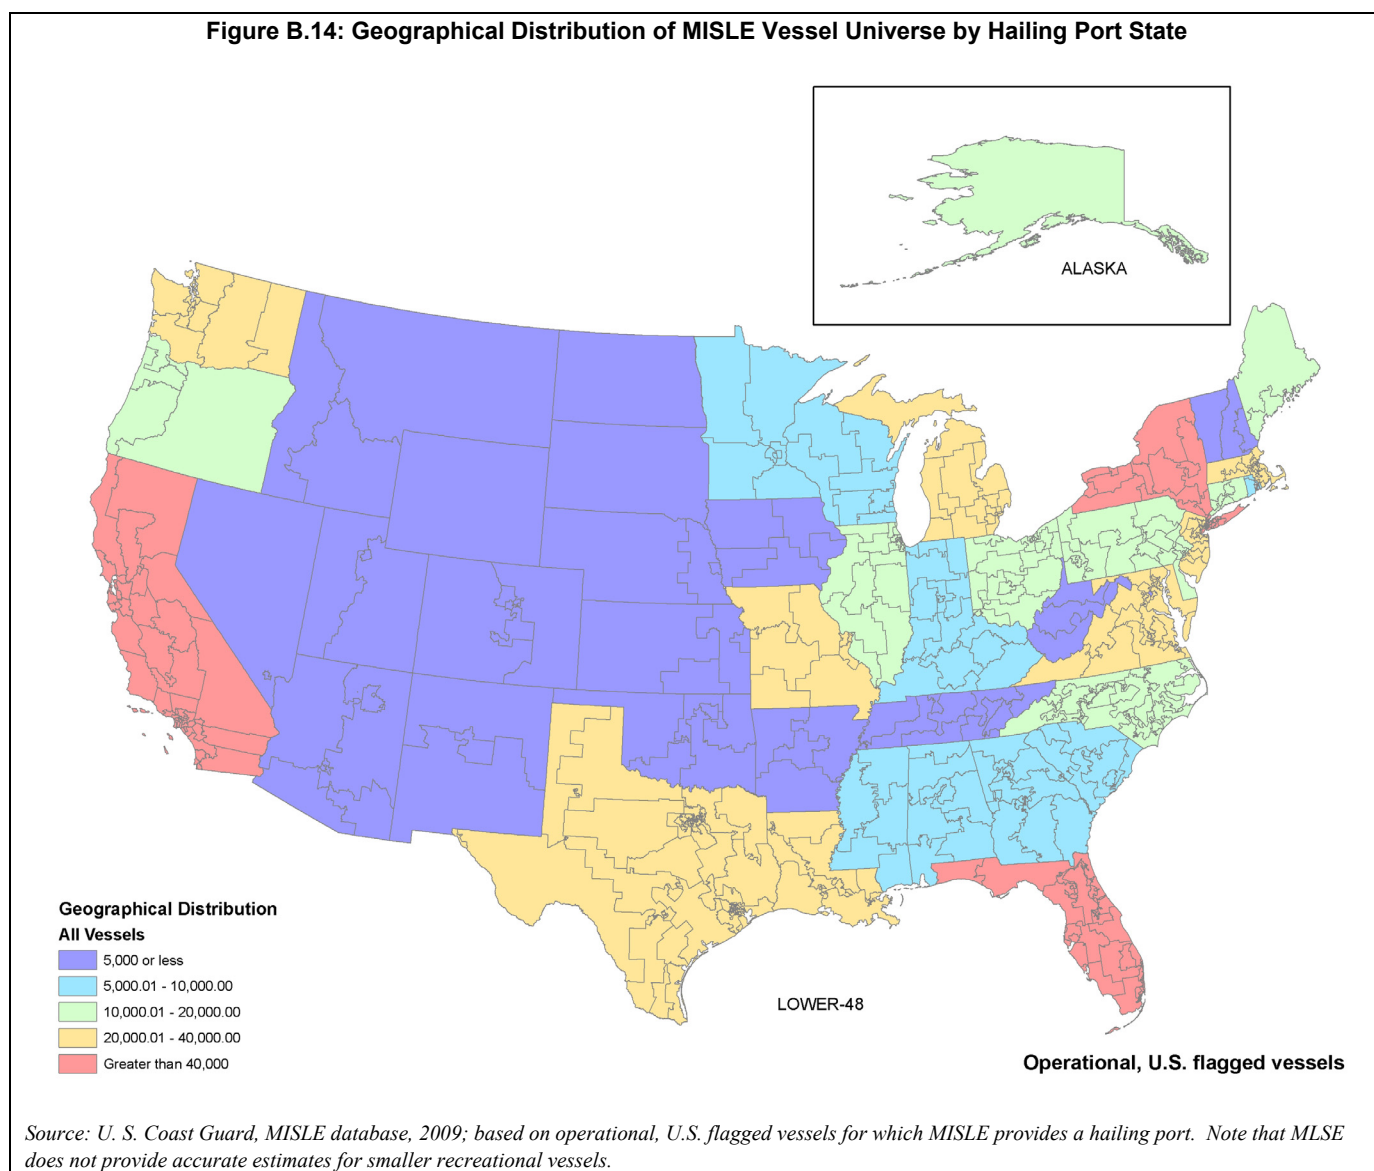 Figure B.14: Geographical Distribution of MISLE Vessel Universe by Hailing Port State
ALASKA
LOWER-48
Geographical Distribution
All Vessels
5,000 or less
5,000.01 - 10,000.00
10,000.01 - 20,000.00
20,000.01 - 40,000.00
Greater than 40,000
Operational, U.S. flagged vessels
Source: U. S. Coast Guard, MISLE database, 2009; based on operational, U.S. flagged vessels for which MISLE provides a hailing port. Note that MLSE
does not provide accurate estimates for smaller recreational vessels.